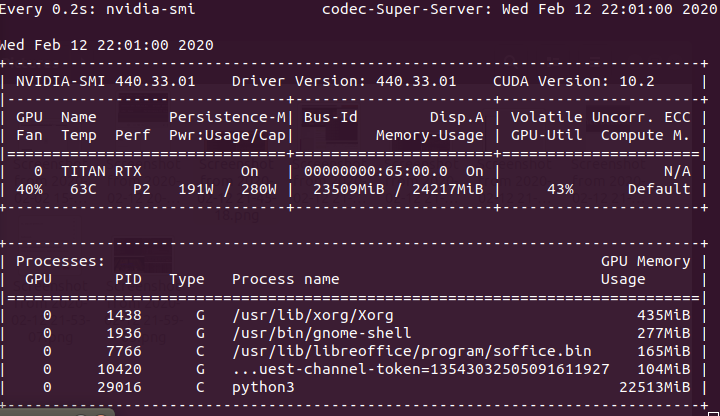 Every 0.2s: nvidia-smi                codec-Super-Server: Wed Feb 12 22:01:00 2020

Wed Feb 12 22:01:00 2020
+-----------------------------------------------------------------------------+
| NVIDIA-SMI 440.33.01    Driver Version: 440.33.01    CUDA Version: 10.2     |
|-------------------------------+----------------------+----------------------+
| GPU  Name        Persistence-M| Bus-Id        Disp.A | Volatile Uncorr. ECC |
| Fan  Temp  Perf  Pwr:Usage/Cap|         Memory-Usage | GPU-Util  Compute M. |
|===============================+======================+======================|
|   0  TITAN RTX           On   | 00000000:65:00.0  On |                  N/A |
| 40%   63C    P2   191W / 280W |  23509MiB / 24217MiB |     43%      Default |
+-------------------------------+----------------------+----------------------+

+-----------------------------------------------------------------------------+
| Processes:                                                       GPU Memory |
|  GPU       PID   Type   Process name                             Usage      |
|=============================================================================|
|    0      1438      G   /usr/lib/xorg/Xorg                           435MiB |
|    0      1936      G   /usr/bin/gnome-shell                         277MiB |
|    0      7766      C   /usr/lib/libreoffice/program/soffice.bin     165MiB |
|    0     10420      G   ...uest-channel-token=13543032505091611927   104MiB |
|    0     29016      C   python3                                    22513MiB |
+-----------------------------------------------------------------------------+